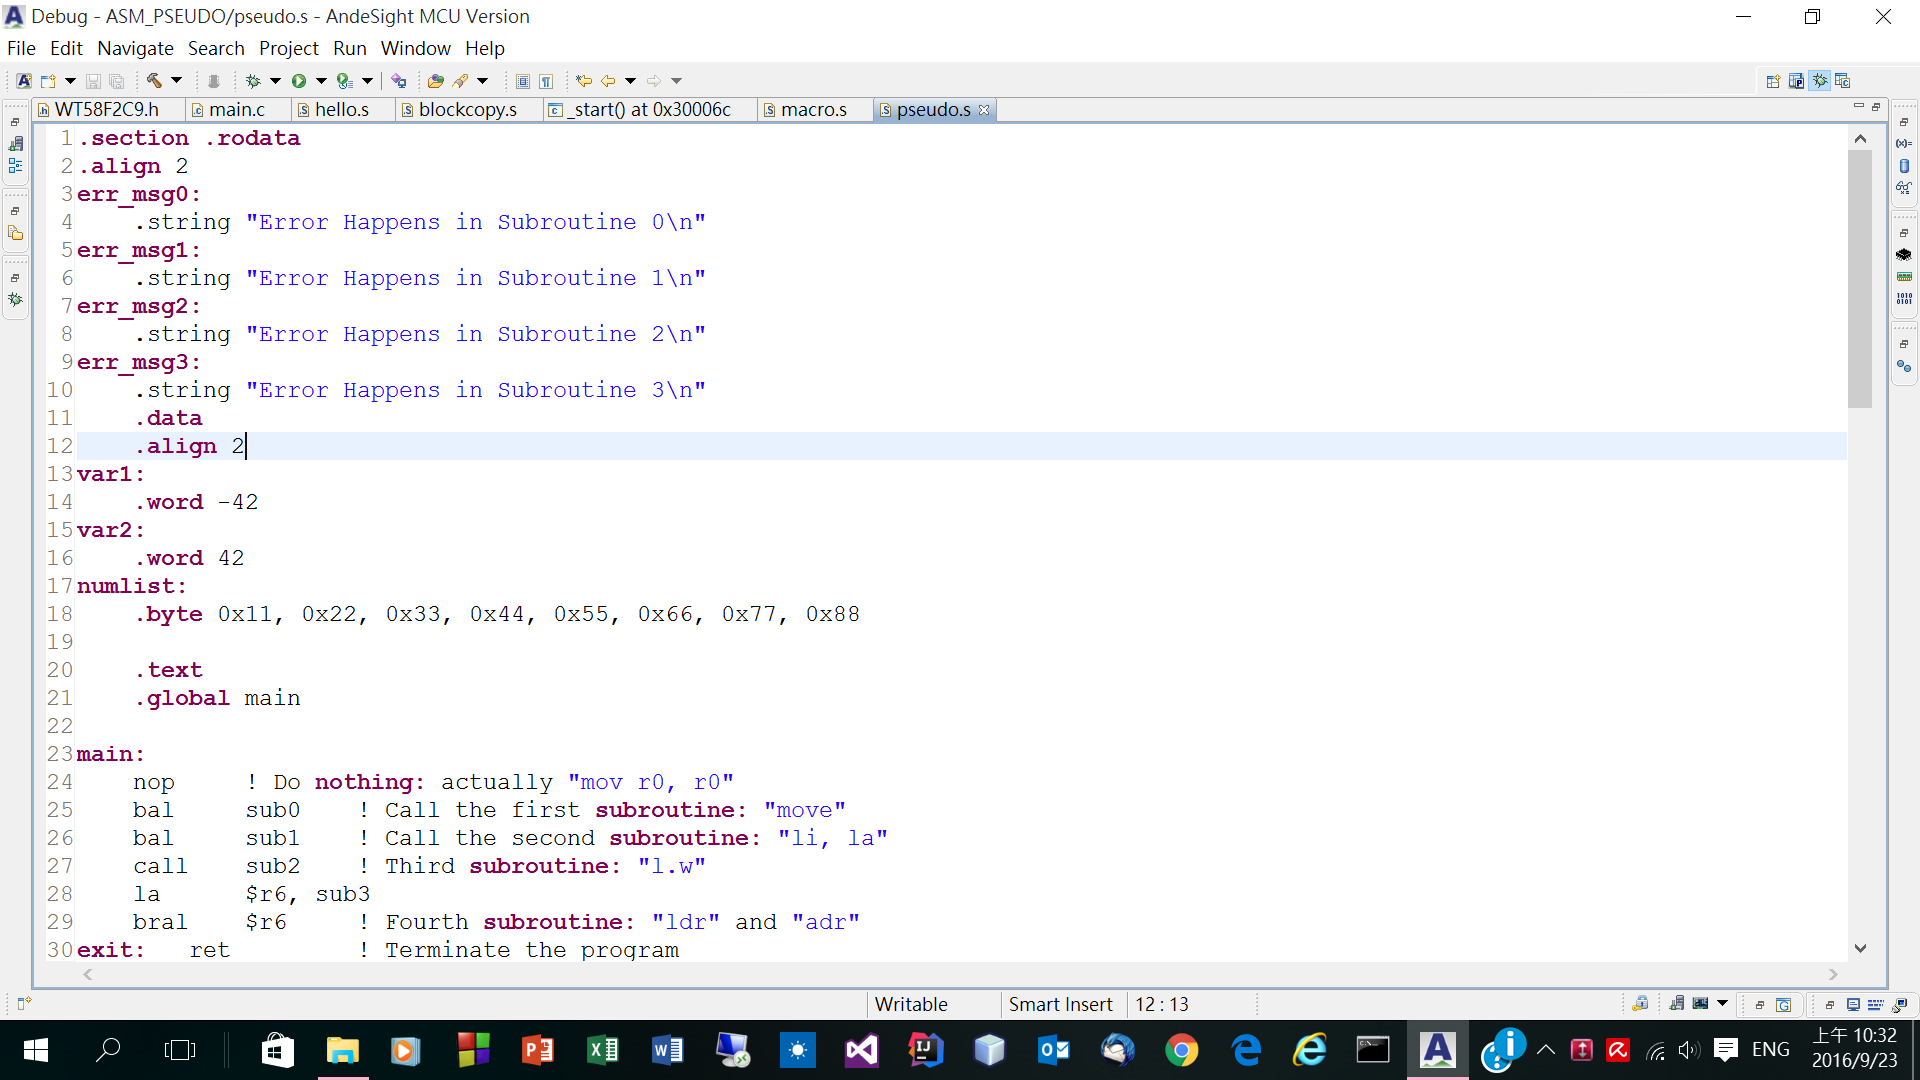 Debug - ASM_PSEUDO/pseudo.s - AndeSight MCU Version
File Edit Navigate Search Project Run Window Help
WT58F2C9.h main.c hello.s blockcopy.s _start() at 0x30006c macro.s pseudo.s
1 .section .rodata
2 .align 2
3 err_msg0:
4 .string "Error Happens in Subroutine 0\n"
5 err_msg1:
6 .string "Error Happens in Subroutine 1\n"
7 err_msg2:
8 .string "Error Happens in Subroutine 2\n"
9 err_msg3:
10 .string "Error Happens in Subroutine 3\n"
11 .data
12 .align 2
13 var1:
14 .word -42
15 var2:
16 .word 42
17 numlist:
18 .byte 0x11, 0x22, 0x33, 0x44, 0x55, 0x66, 0x77, 0x88
19
20 .text
21 .global main
22
23 main:
24 nop ! Do nothing: actually "mov r0, r0"
25 bal sub0 ! Call the first subroutine: "move"
26 bal sub1 ! Call the second subroutine: "li, la"
27 call sub2 ! Third subroutine: "l.w"
28 la $r6, sub3
29 bral $r6 ! Fourth subroutine: "ldr" and "adr"
30 exit: ret ! Terminate the program
Writable Smart Insert 12 : 13
ENG
上午 10:32
2016/9/23